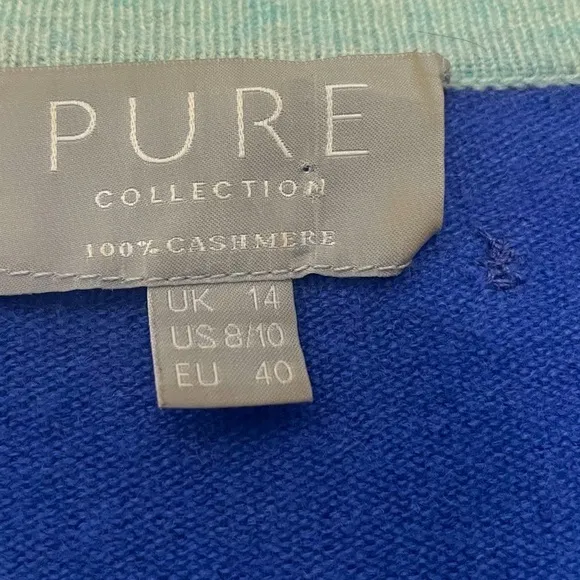 PURE
COLLECTION
100% CASHMERE
UK 14
US 8/10
EU 40